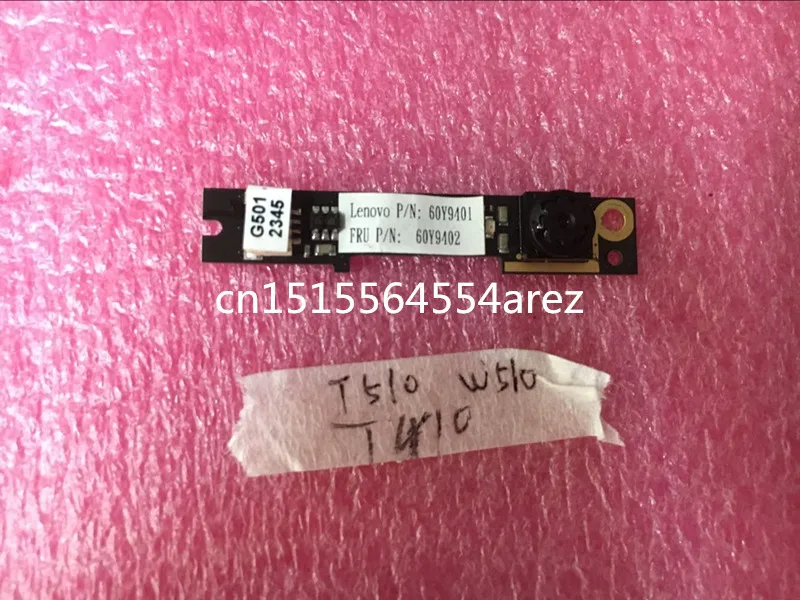 G501
2345
Lenovo P/N: 60Y9401
FRU P/N: 60Y9402
cn1515564554arez
T510 W510
T410